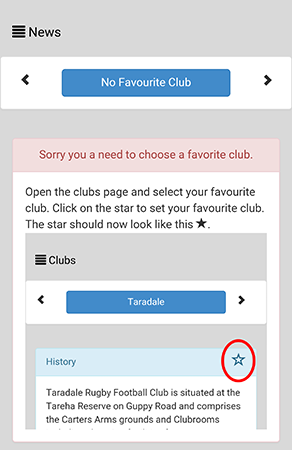 News
No Favourite Club
Sorry you a need to choose a favorite club.
Open the clubs page and select your favourite
club. Click on the star to set your favourite club.
The star should now look like this ★.
Clubs
Taradale
History
Taradale Rugby Football Club is situated at the
Tareha Reserve on Guppy Road and comprises
the Carters Arms grounds and Clubrooms